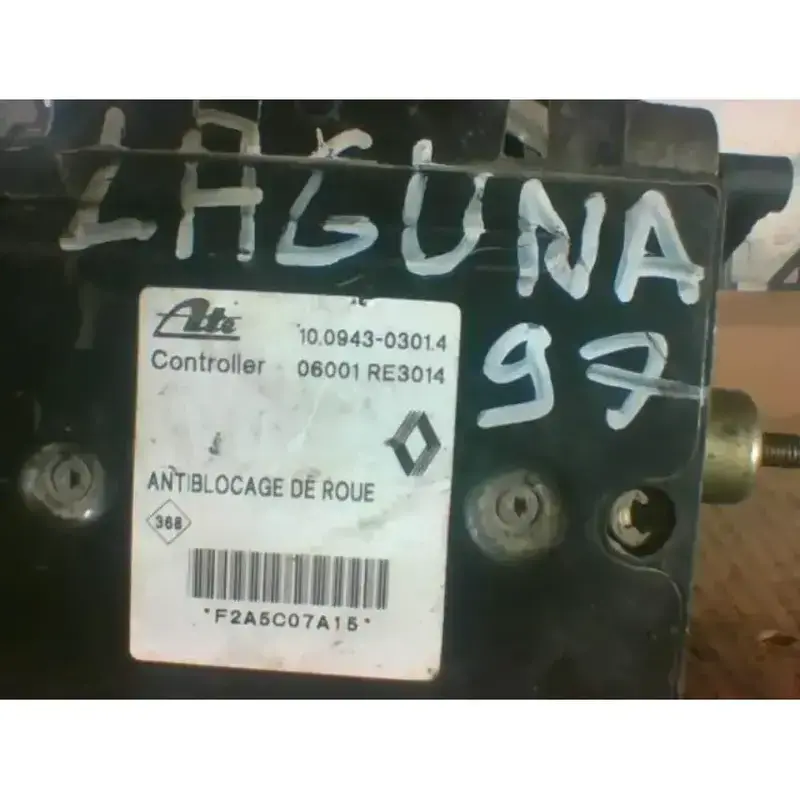 LAGUNA
97
Ate
10.0943-0301.4
Controller 06001 RE3014
ANTIBLOCAGE DE ROUE
368
*F2A5C07A15*